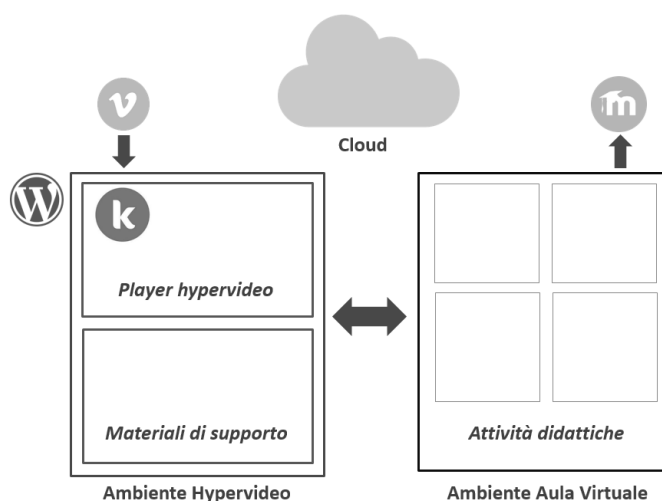 Cloud
Player hypervideo
Materiali di supporto
Attività didattiche
Ambiente Hypervideo
Ambiente Aula Virtuale